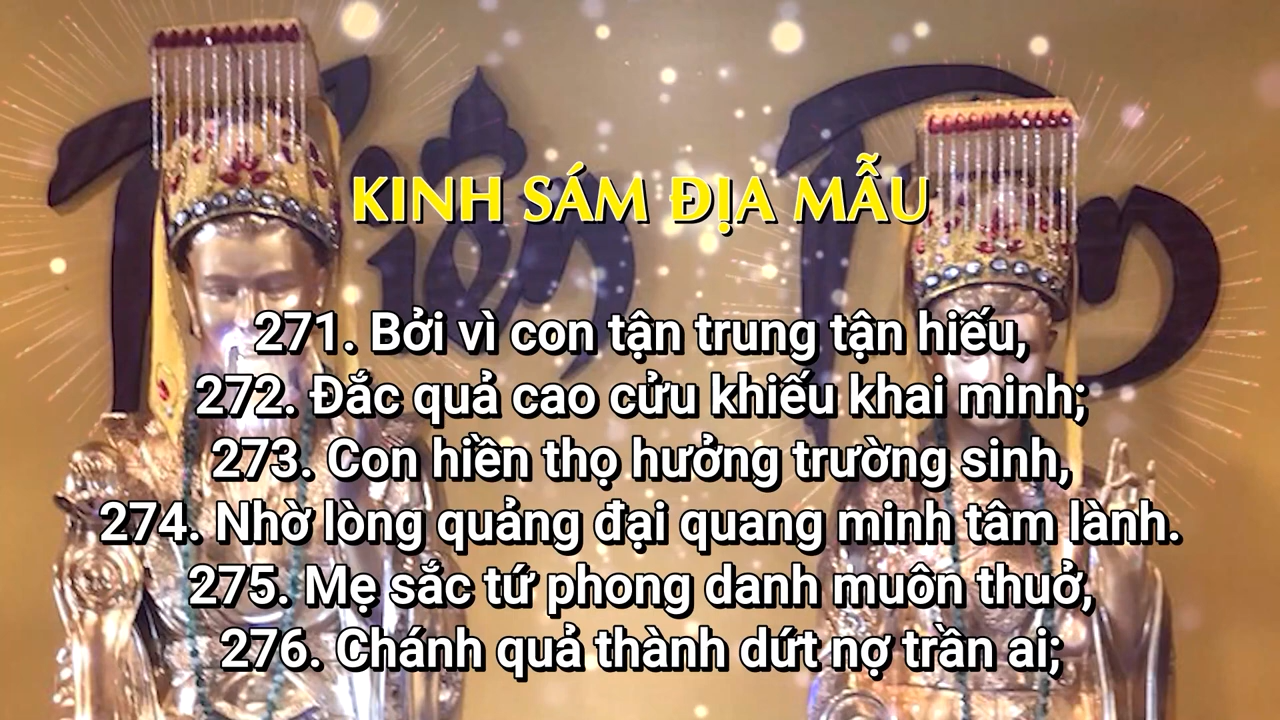 Tiên Tọ
KINH SÁM ĐỊA MẪU
271. Bởi vì con tận trung tận hiếu,
272. Đắc quả cao cửu khiếu khai minh;
273. Con hiền thọ hưởng trường sinh,
274. Nhờ lòng quảng đại quang minh tâm lành.
275. Mẹ sắc tứ phong danh muôn thuở,
276. Chánh quả thành dứt nợ trần ai;